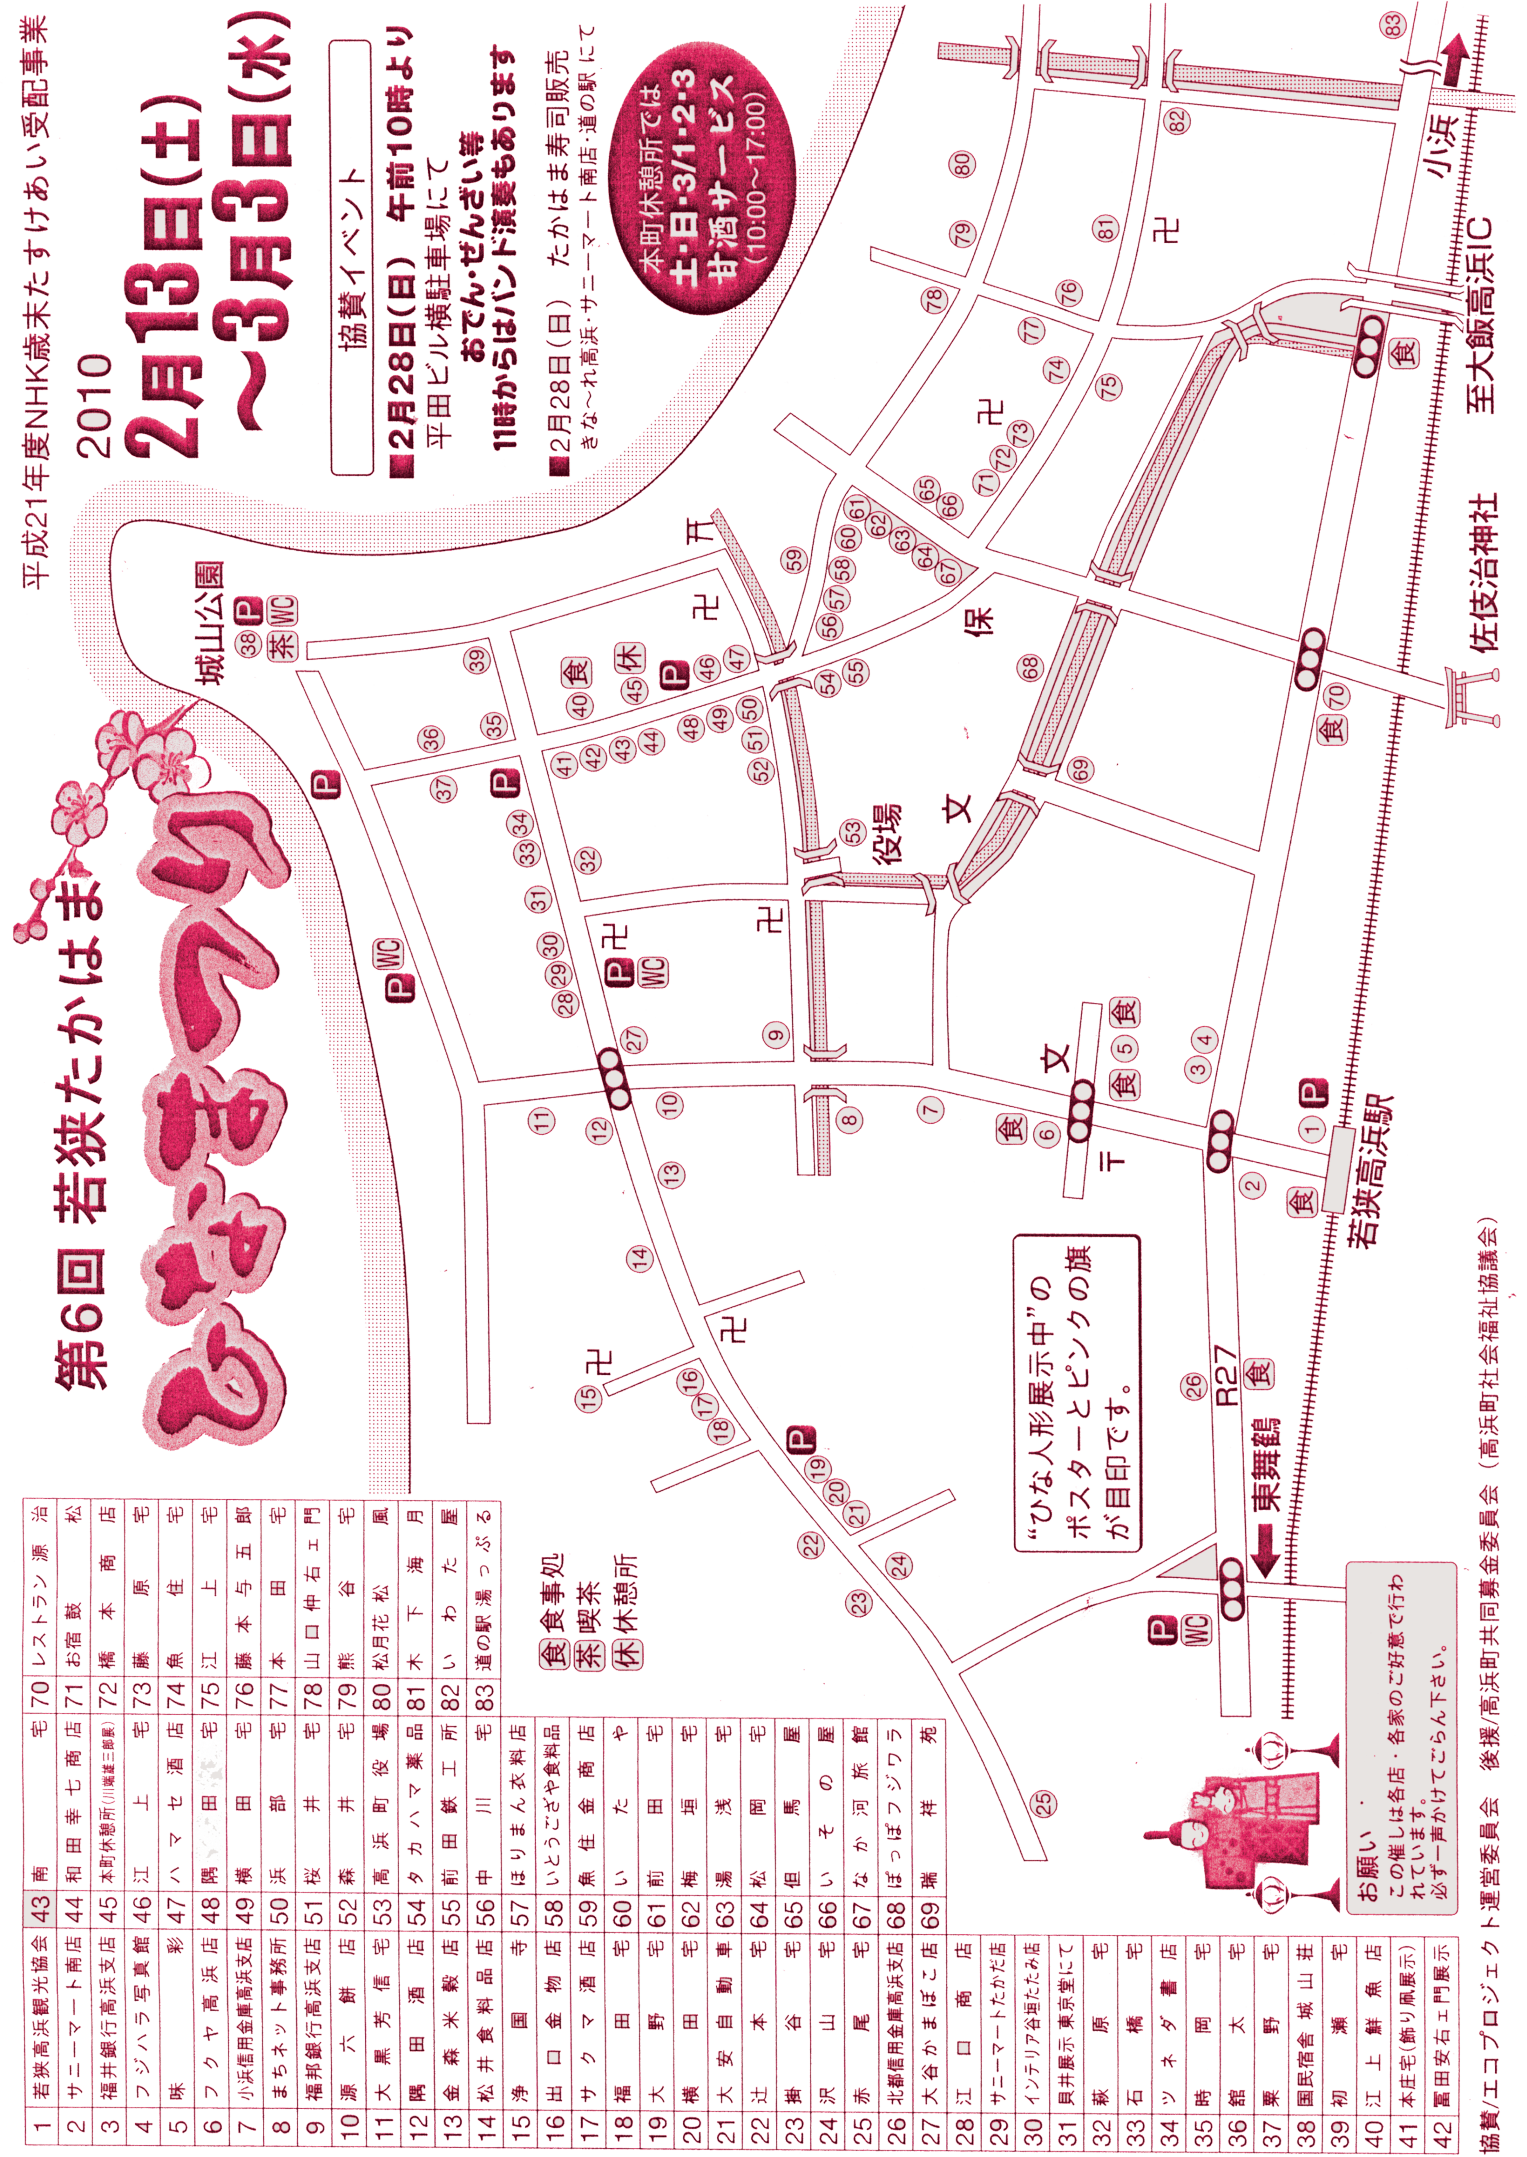 平成21年度NHK歳末たすけあい受配事業
第6回 若狭たかはま
ひなまつり
2010
2月13日(土)
〜3月3日(水)
協賛イベント
■2月28日(日) 午前10時より
平田ビル横駐車場にて
おでん・ぜんざい等
11時からはバンド演奏もあります
■2月28日(日) たかはま寿司販売
きな〜れ高浜・サニーマート南店・道の駅にて
本町休憩所では
土・日・3/1・2・3
甘酒サービス
(10:00〜17:00)
城山公園
役場
保
文
文
小浜
至大飯高浜IC
佐伎治神社
若狭高浜駅
R27
東舞鶴
“ひな人形展示中”の
ポスターとピンクの旗
が目印です。
食 食事処
茶 喫茶
休 休憩所
1 若狭高浜観光協会
2 サニーマート南店
3 福井銀行高浜支店
4 フジハラ写真館
5 味彩
6 フクヤ高浜店
7 小浜信用金庫高浜支店
8 まちネット事務所
9 福邦銀行高浜支店
10 源六餅店
11 大黒芳信宅
12 隅田酒店
13 金森米穀店
14 松井食料品店
15 浄国寺
16 出口金物店
17 サクマ酒店
18 福田宅
19 大野宅
20 横田宅
21 大安自動車
22 辻本宅
23 掛谷宅
24 沢山宅
25 赤尾宅
26 北都信用金庫高浜支店
27 大谷かまぼこ店
28 江口商店
29 サニーマートたかだ店
30 インテリア谷垣たたみ店
31 貝井展示 東京堂にて
32 萩原宅
33 石橋宅
34 ツネダ書店
35 時岡宅
36 舘太宅
37 粟野宅
38 国民宿舎 城山荘
39 初瀬宅
40 江上鮮魚店
41 本庄宅(飾り凧展示)
42 冨田安右ェ門展示
43 南宅
44 和田幸七商店
45 本町休憩所(川端雄三郎展)
46 江上宅
47 ハマセ酒店
48 隅田宅
49 横田宅
50 浜部宅
51 桜井宅
52 森井宅
53 高浜町役場
54 タカハマ薬品
55 前田鉄工所
56 中川宅
57 ほりまん衣料店
58 いとうござや食料品
59 魚住金商店
60 いたや
61 前田宅
62 梅垣宅
63 湯浅宅
64 松岡宅
65 但馬屋
66 いその屋
67 なか河旅館
68 ぽっぽフジワラ
69 瑞祥苑
70 レストラン源治
71 お宿鼓松
72 橋本商店
73 藤原宅
74 魚住宅
75 江上宅
76 藤本与五郎
77 本田宅
78 山口仲右ェ門
79 熊谷宅
80 松月花松風
81 木下海月
82 いわた屋
83 道の駅湯っぷる
お願い
この催しは各店・各家のご好意で行わ
れています。
必ず一声かけてごらん下さい。
協賛/エコプロジェクト運営委員会 後援/高浜町共同募金委員会(高浜町社会福祉協議会)